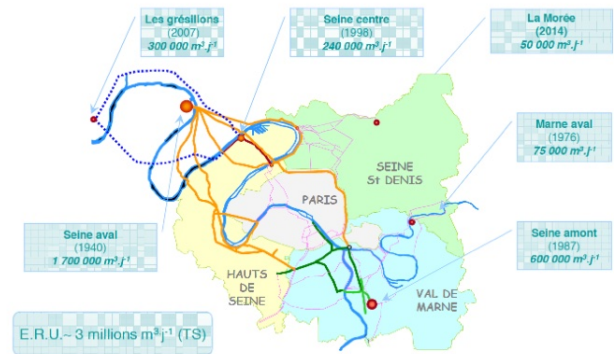 Les grésillons
(2007)
300 000 m³.j⁻¹
Seine centre
(1998)
240 000 m³.j⁻¹
La Morée
(2014)
50 000 m³.j⁻¹
Marne aval
(1976)
75 000 m³.j⁻¹
SEINE
St DENIS
PARIS
Seine aval
(1940)
1 700 000 m³.j⁻¹
Seine amont
(1987)
600 000 m³.j⁻¹
HAUTS
DE
SEINE
VAL DE
MARNE
E.R.U.~ 3 millions m³ j⁻¹ (TS)